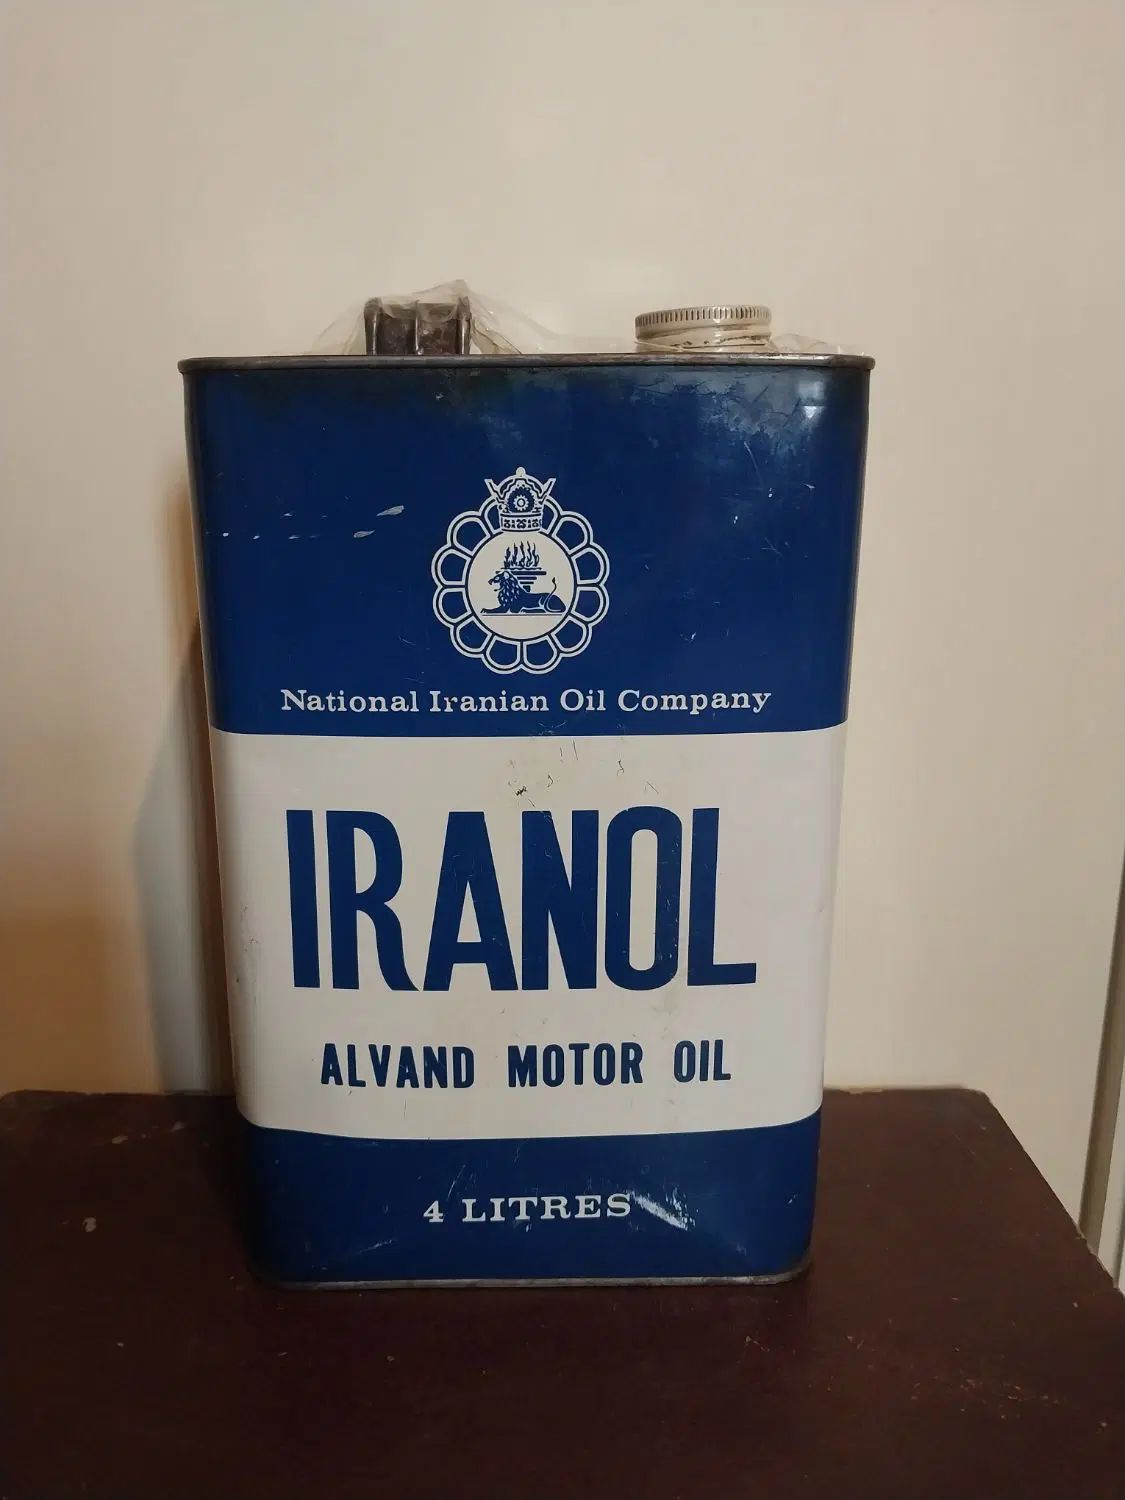 National Iranian Oil Company
IRANOL
ALVAND MOTOR OIL
4 LITRES